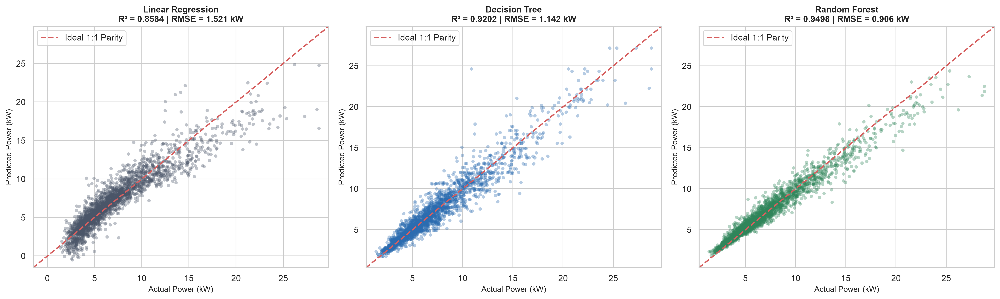 Linear Regression
R² = 0.8584 | RMSE = 1.521 kW
Ideal 1:1 Parity
Predicted Power (kW)
25
20
15
10
5
0
0 5 10 15 20 25
Actual Power (kW)
Decision Tree
R² = 0.9202 | RMSE = 1.142 kW
Ideal 1:1 Parity
Predicted Power (kW)
25
20
15
10
5
5 10 15 20 25
Actual Power (kW)
Random Forest
R² = 0.9498 | RMSE = 0.906 kW
Ideal 1:1 Parity
Predicted Power (kW)
25
20
15
10
5
5 10 15 20 25
Actual Power (kW)